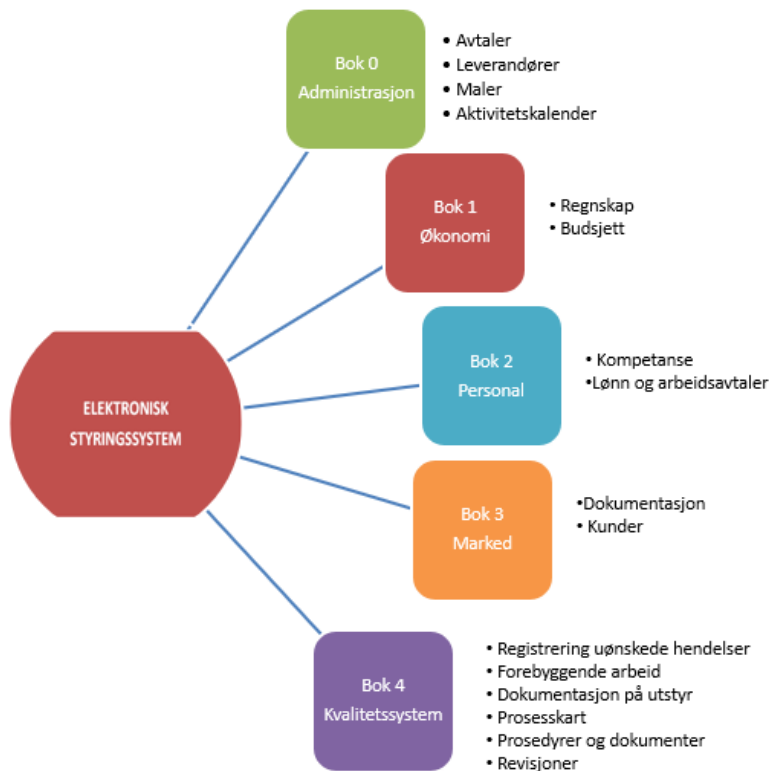 Bok 0
Administrasjon
• Avtaler
• Leverandører
• Maler
• Aktivitetskalender
Bok 1
Økonomi
• Regnskap
• Budsjett
Bok 2
Personal
• Kompetanse
•Lønn og arbeidsavtaler
ELEKTRONISK
STYRINGSSYSTEM
Bok 3
Marked
•Dokumentasjon
• Kunder
Bok 4
Kvalitetssystem
• Registrering uønskede hendelser
• Forebyggende arbeid
• Dokumentasjon på utstyr
• Prosesskart
• Prosedyrer og dokumenter
• Revisjoner